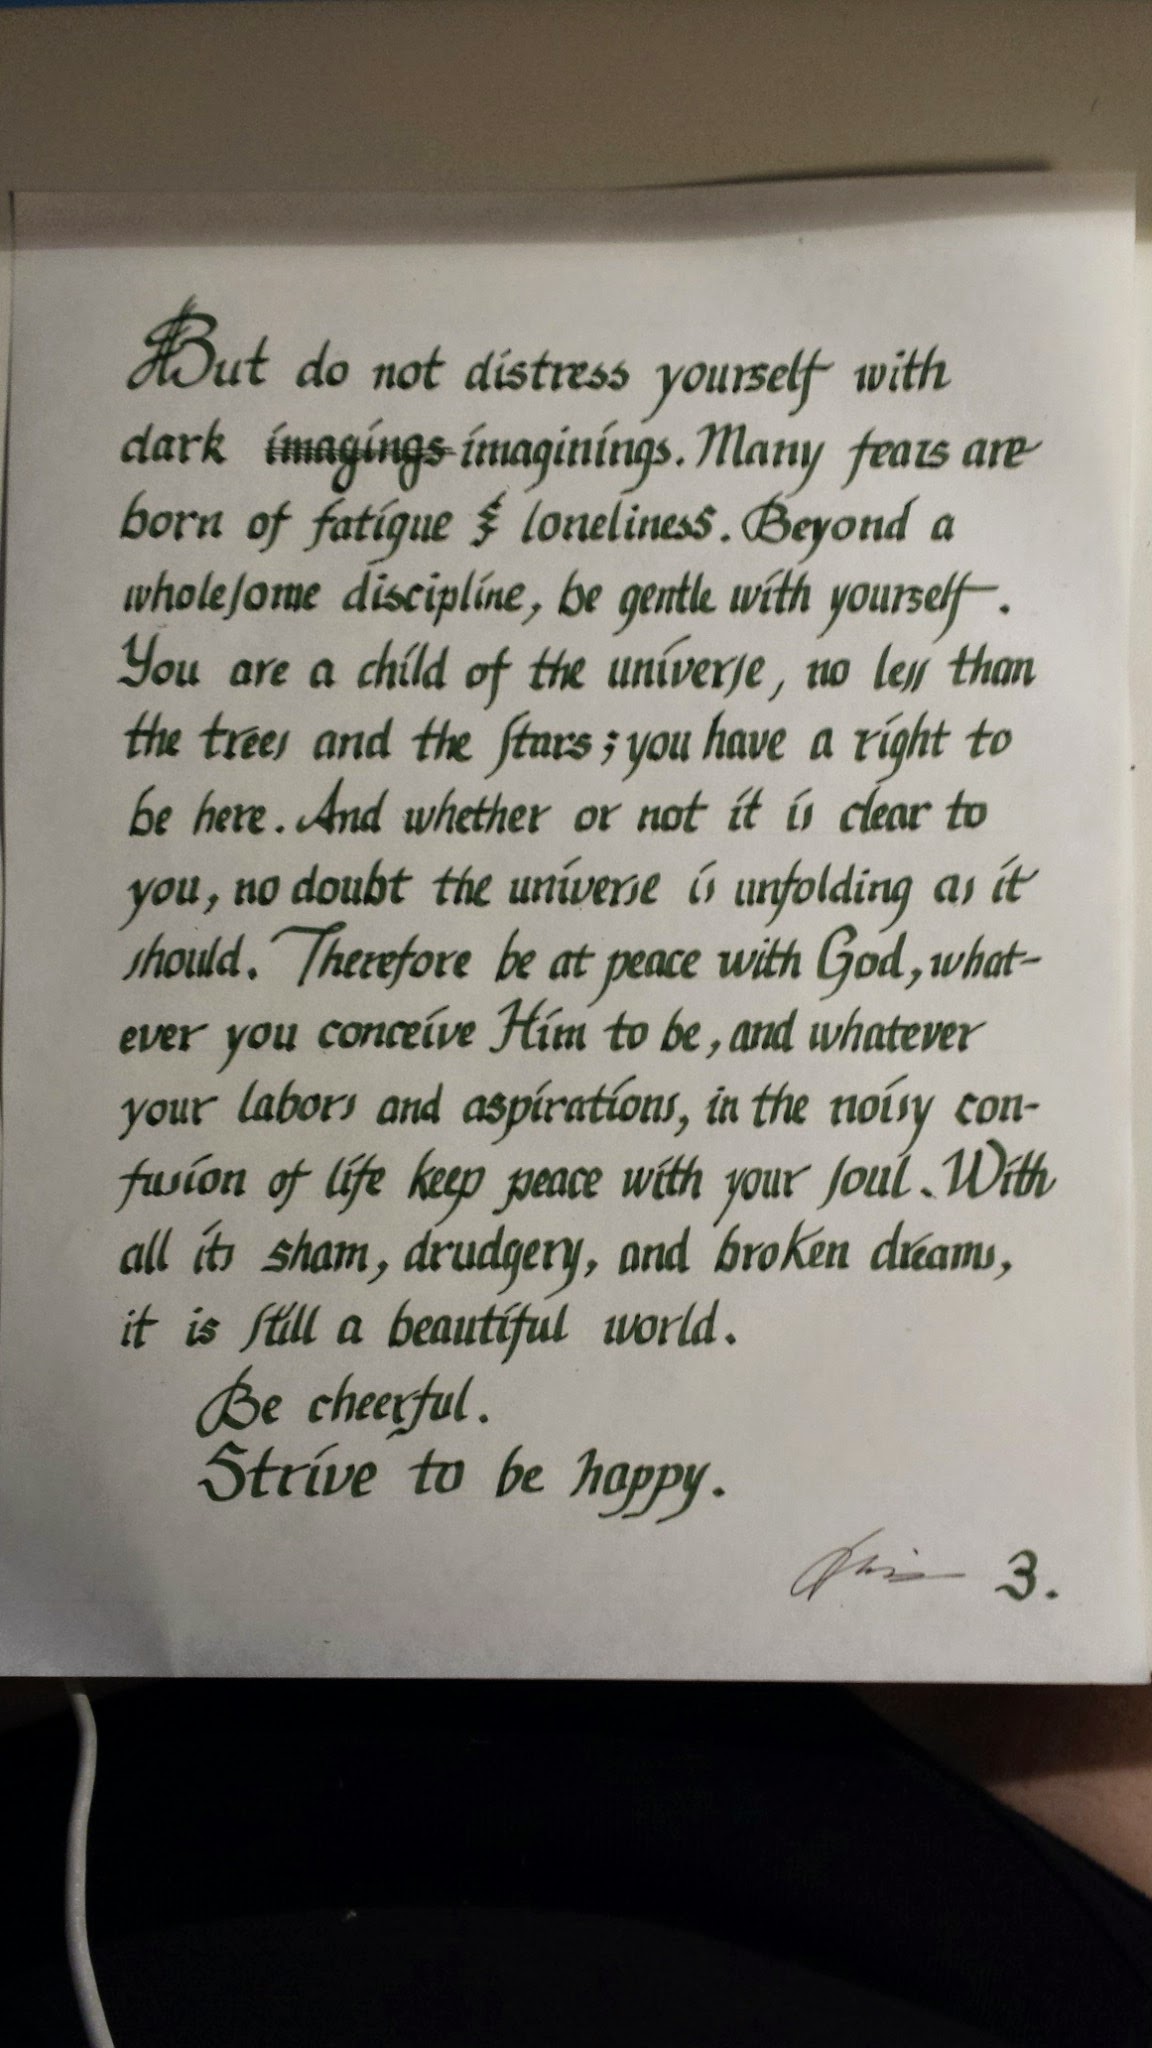 But do not distress yourself with
dark imagings imaginings. Many fears are
born of fatigue & loneliness. Beyond a
wholesome discipline, be gentle with yourself.
You are a child of the universe, no less than
the trees and the stars; you have a right to
be here. And whether or not it is clear to
you, no doubt the universe is unfolding as it
should. Therefore be at peace with God, what-
ever you conceive Him to be, and whatever
your labors and aspirations, in the noisy con-
fusion of life keep peace with your soul. With
all its sham, drudgery, and broken dreams,
it is still a beautiful world.
Be cheerful.
Strive to be happy.
3.